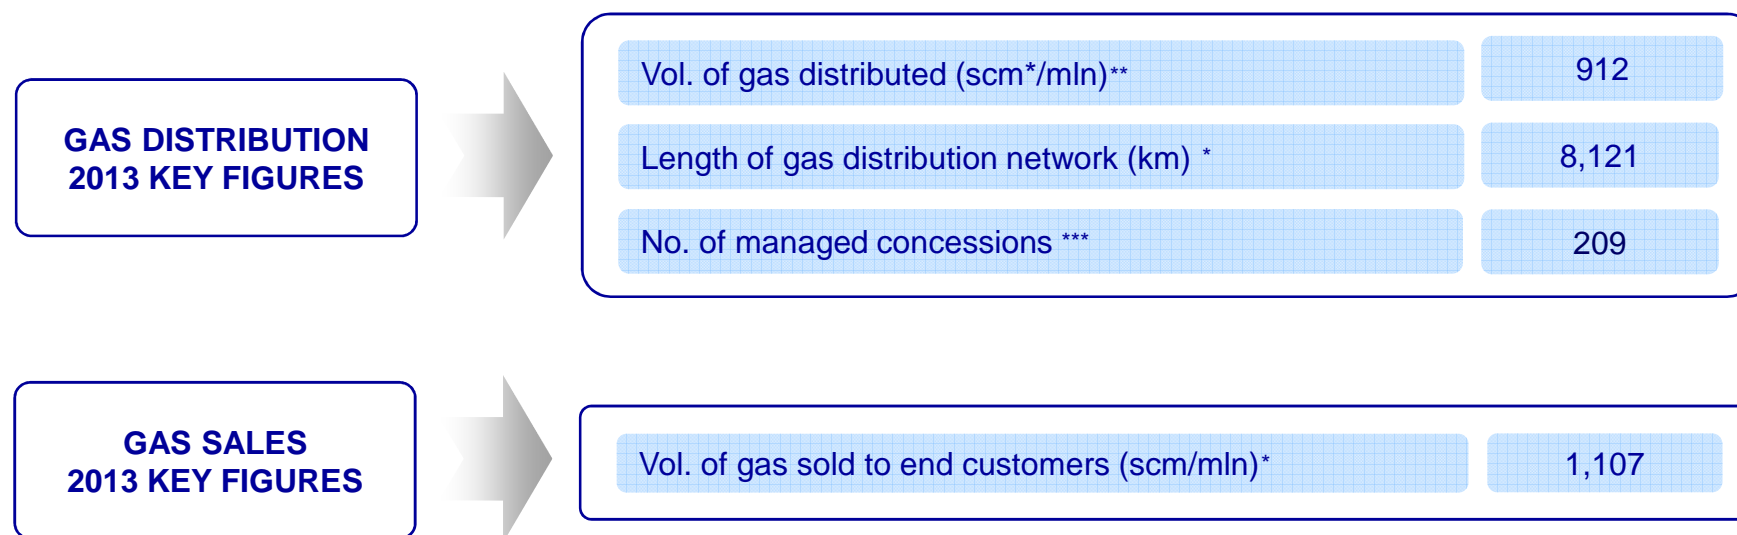 GAS DISTRIBUTION
2013 KEY FIGURES
Vol. of gas distributed (scm*/mln)** 912
Length of gas distribution network (km) * 8,121
No. of managed concessions *** 209
GAS SALES
2013 KEY FIGURES
Vol. of gas sold to end customers (scm/mln)* 1,107